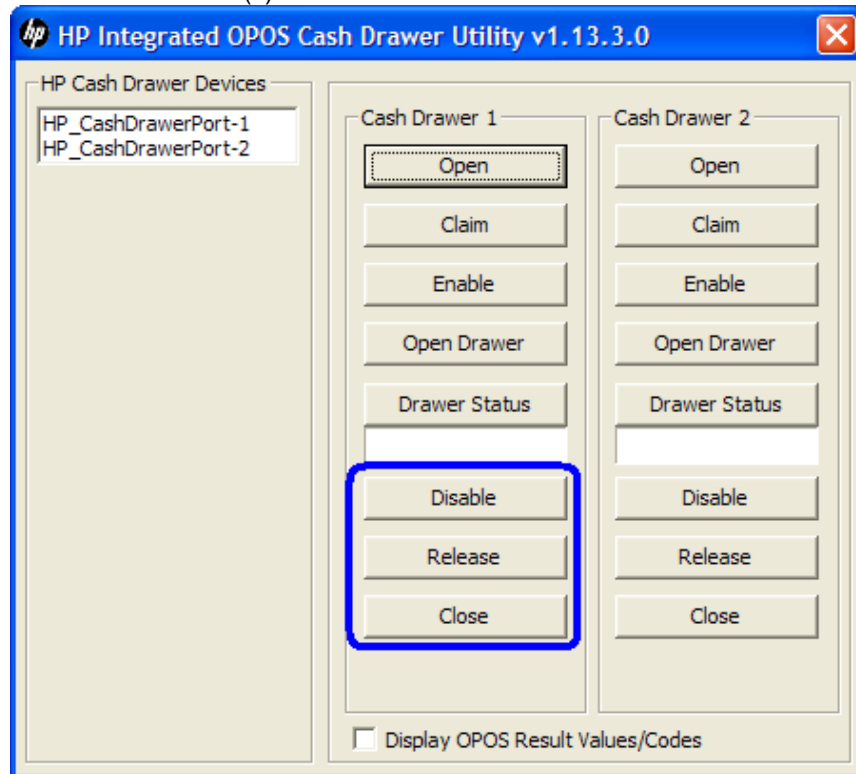 (s)
hp HP Integrated OPOS Cash Drawer Utility v1.13.3.0
HP Cash Drawer Devices
HP_CashDrawerPort-1
HP_CashDrawerPort-2
Cash Drawer 1
Open
Claim
Enable
Open Drawer
Drawer Status
Disable
Release
Close
Cash Drawer 2
Open
Claim
Enable
Open Drawer
Drawer Status
Disable
Release
Close
Display OPOS Result Values/Codes